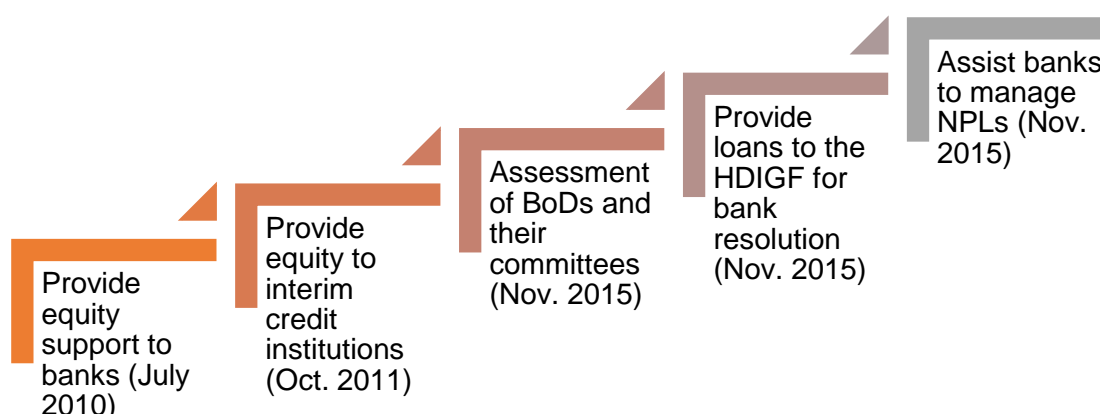 Provide
equity
support to
banks (July
2010)
Provide
equity to
interim
credit
institutions
(Oct. 2011)
Assessment
of BoDs and
their
committees
(Nov. 2015)
Provide
loans to the
HDIGF for
bank
resolution
(Nov. 2015)
Assist banks
to manage
NPLs (Nov.
2015)